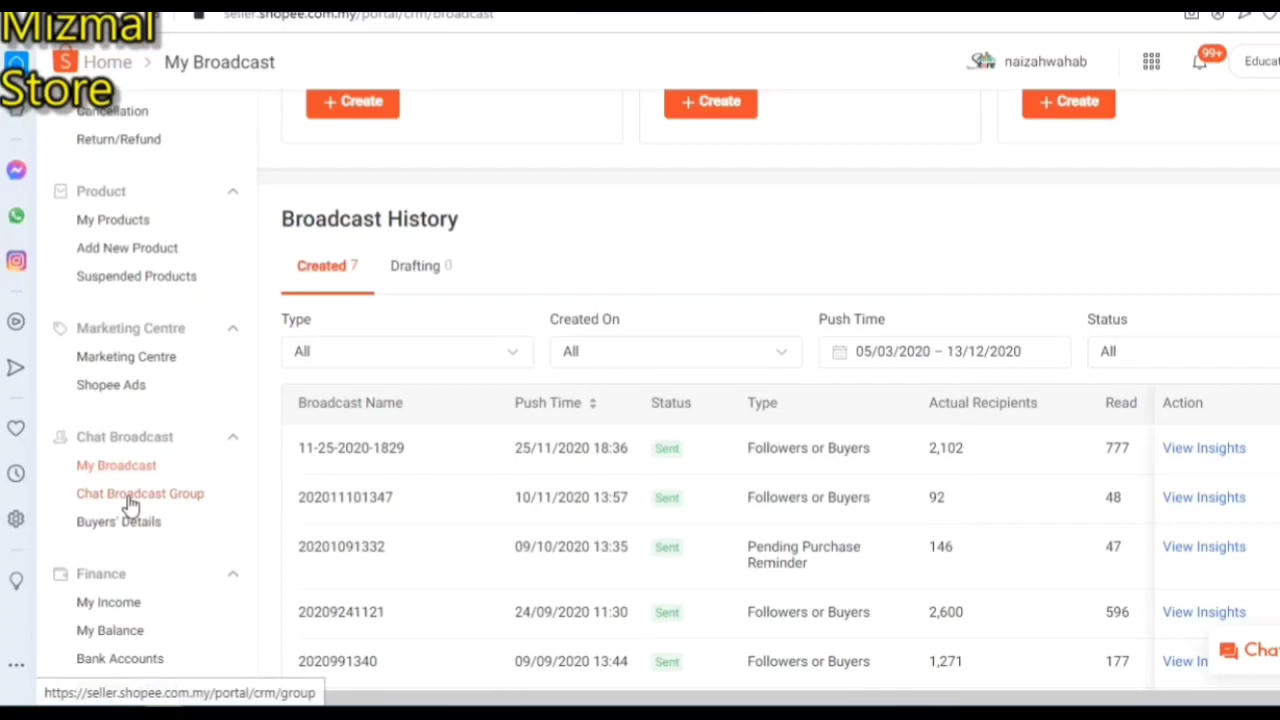 Mizmal
Store
seller.shopee.com.my/portal/crm/broadcast
Home > My Broadcast
naizahwahab
99+
Cancellation
Return/Refund
Product
My Products
Add New Product
Suspended Products
Marketing Centre
Marketing Centre
Shopee Ads
Chat Broadcast
My Broadcast
Chat Broadcast Group
Buyers' Details
Finance
My Income
My Balance
Bank Accounts
https://seller.shopee.com.my/portal/crm/group
+ Create + Create + Create
Broadcast History
Created 7 Drafting 0
Type Created On Push Time Status
All All 05/03/2020 – 13/12/2020 All
Broadcast Name Push Time Status Type Actual Recipients Read Action
11-25-2020-1829 25/11/2020 18:36 Sent Followers or Buyers 2,102 777 View Insights
202011101347 10/11/2020 13:57 Sent Followers or Buyers 92 48 View Insights
20201091332 09/10/2020 13:35 Sent Pending Purchase 146 47 View Insights
Reminder
20209241121 24/09/2020 11:30 Sent Followers or Buyers 2,600 596 View Insights
2020991340 09/09/2020 13:44 Sent Followers or Buyers 1,271 177 View In